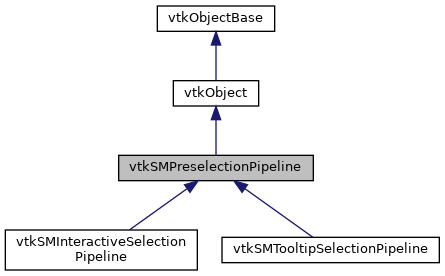 vtkObjectBase
vtkObject
vtkSMPreselectionPipeline
vtkSMInteractiveSelection
Pipeline
vtkSMTooltipSelectionPipeline